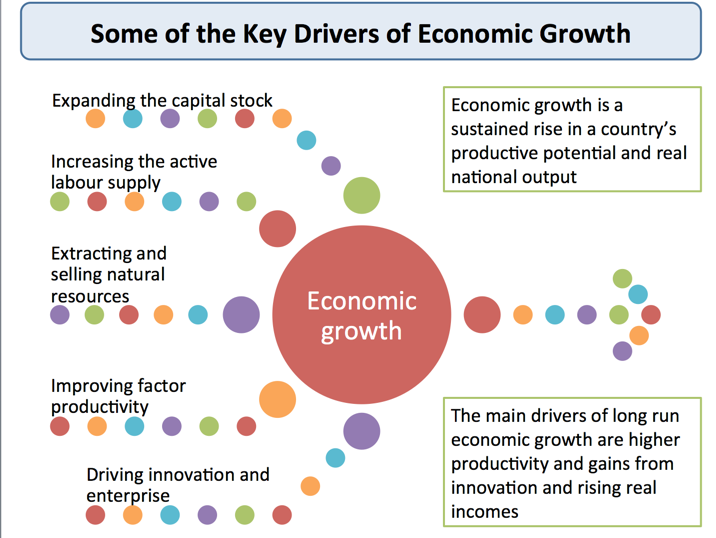 Some of the Key Drivers of Economic Growth
Expanding the capital stock
Increasing the active
labour supply
Extracting and
selling natural
resources
Improving factor
productivity
Driving innovation and
enterprise
Economic
growth
Economic growth is a
sustained rise in a country’s
productive potential and real
national output
The main drivers of long run
economic growth are higher
productivity and gains from
innovation and rising real
incomes